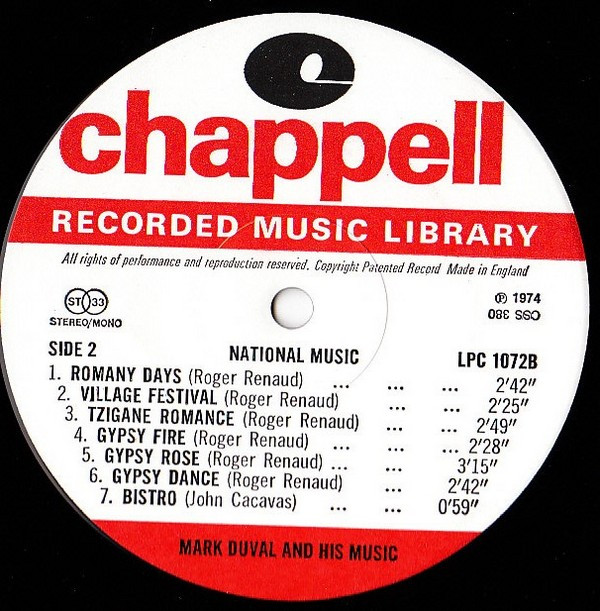 chappell
RECORDED MUSIC LIBRARY
All rights of performance and reproduction reserved. Copyright Patented Record Made in England
ST 33
STEREO/MONO
℗ 1974
CSS 380
SIDE 2 NATIONAL MUSIC LPC 1072B
1. ROMANY DAYS (Roger Renaud) ... ... ... 2'42"
2. VILLAGE FESTIVAL (Roger Renaud) ... ... 2'25"
3. TZIGANE ROMANCE (Roger Renaud) ... ... 2'49"
4. GYPSY FIRE (Roger Renaud) ... ... ... 2'28"
5. GYPSY ROSE (Roger Renaud) ... ... ... 3'15"
6. GYPSY DANCE (Roger Renaud) ... ... 2'42"
7. BISTRO (John Cacavas) ... ... ... 0'59"
MARK DUVAL AND HIS MUSIC